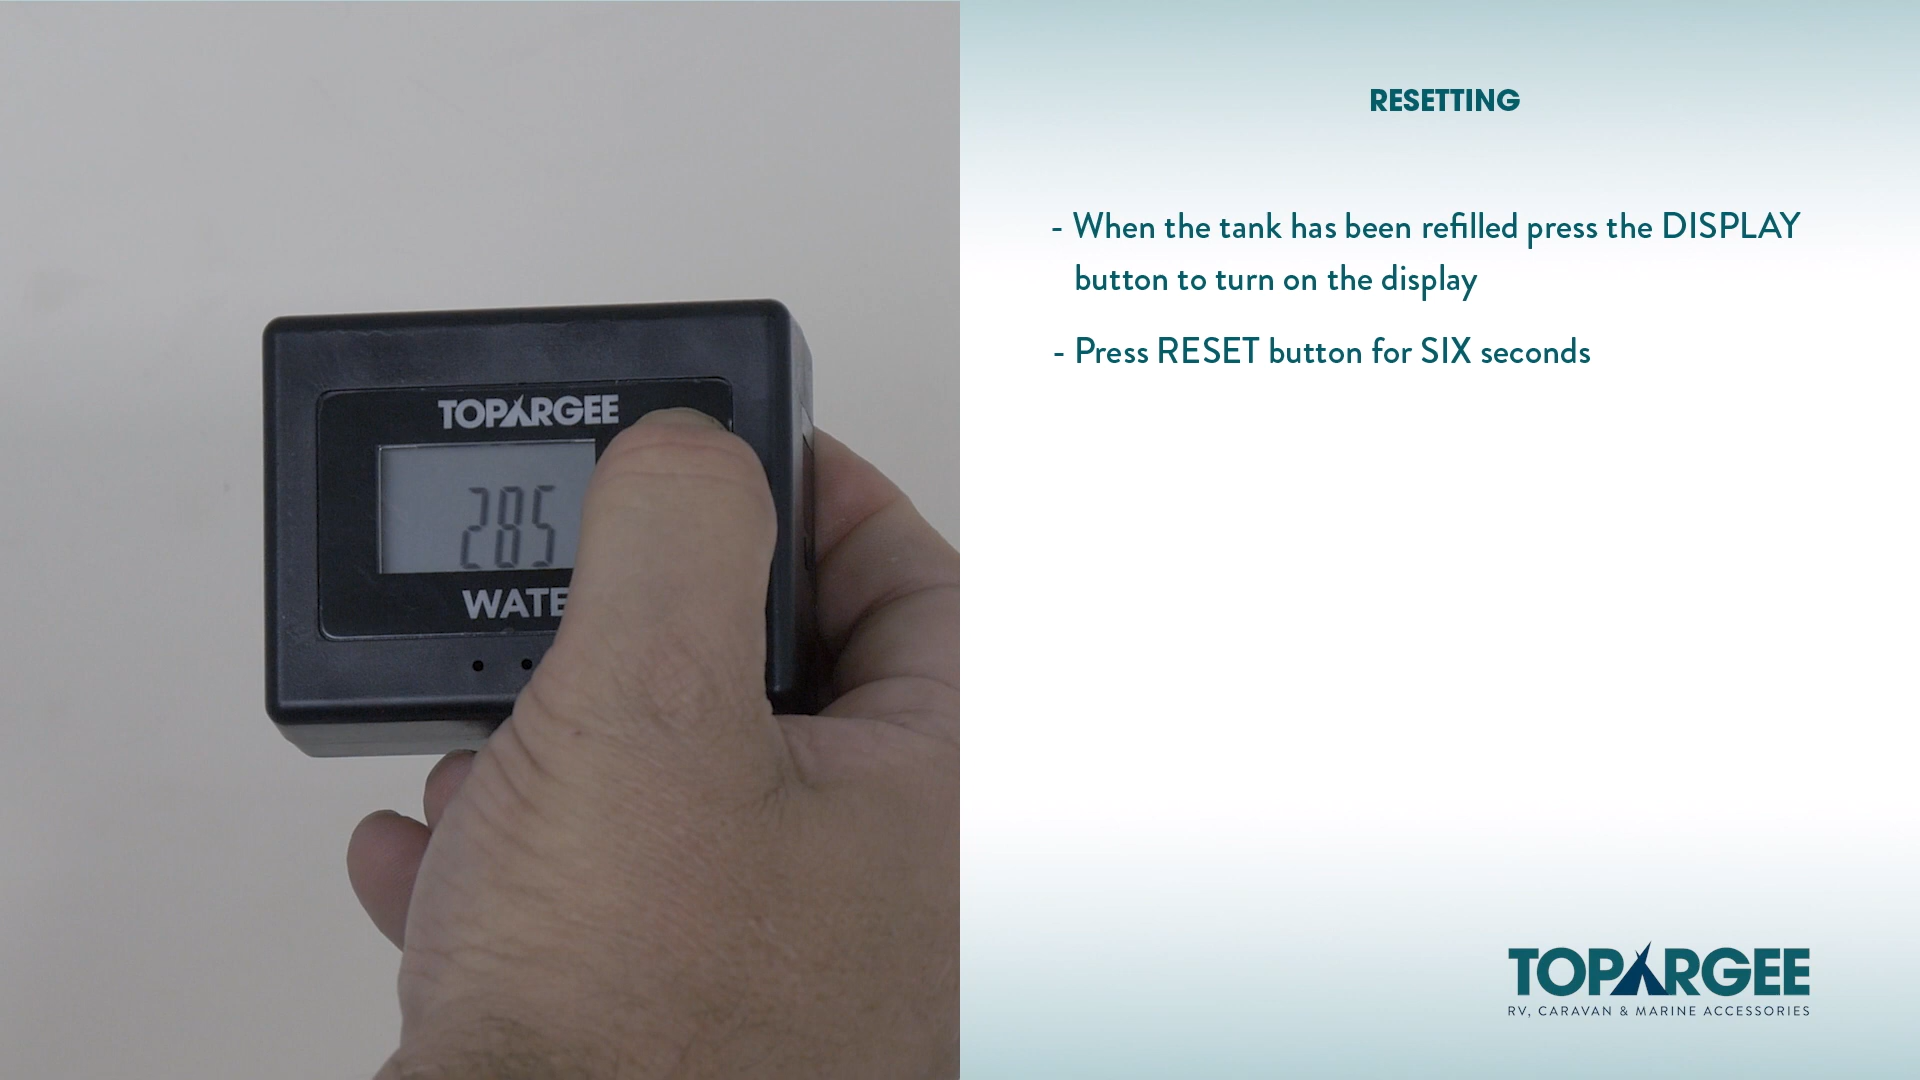 TOPARGEE
285
WATE
RESETTING
- When the tank has been refilled press the DISPLAY
button to turn on the display
- Press RESET button for SIX seconds
TOPARGEE
RV, CARAVAN & MARINE ACCESSORIES